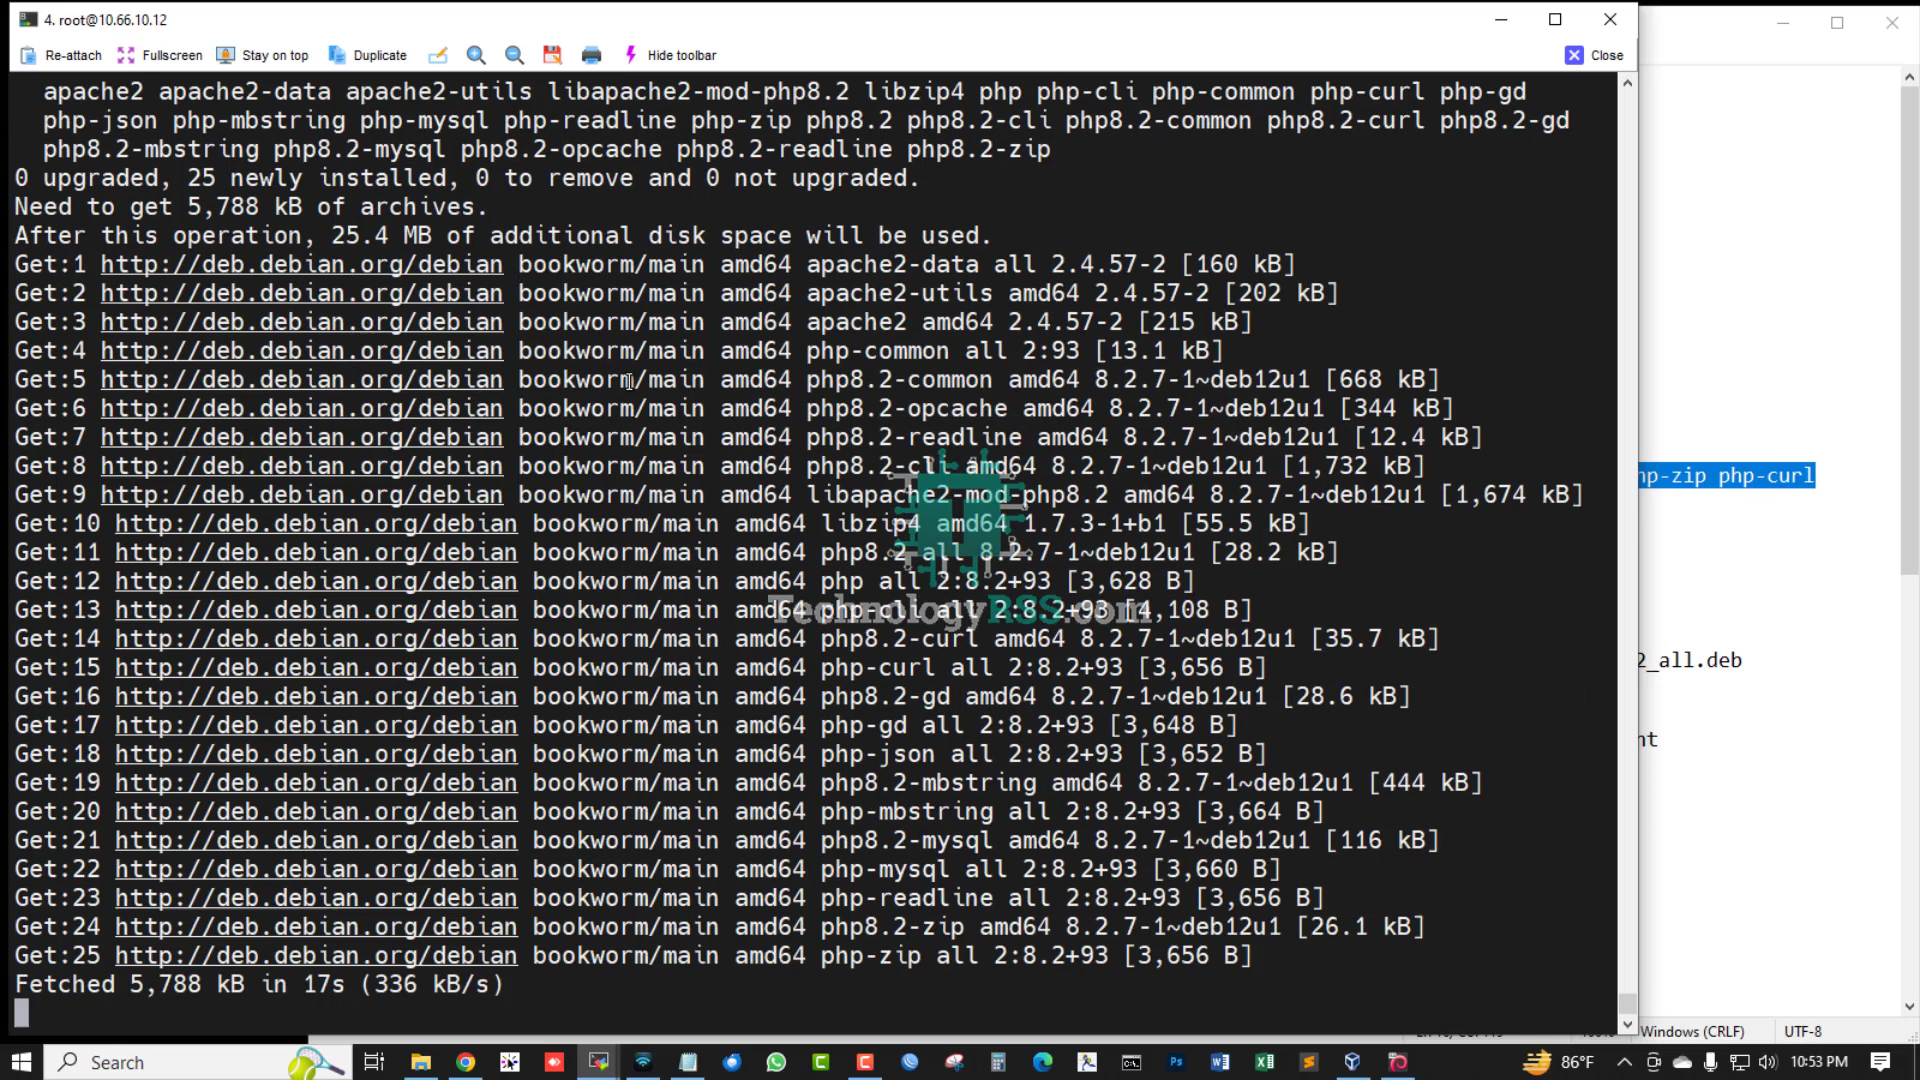 4. root@10.66.10.12
Re-attach Fullscreen Stay on top Duplicate Hide toolbar Close
apache2 apache2-data apache2-utils libapache2-mod-php8.2 libzip4 php php-cli php-common php-curl php-gd
php-json php-mbstring php-mysql php-readline php-zip php8.2 php8.2-cli php8.2-common php8.2-curl php8.2-gd
php8.2-mbstring php8.2-mysql php8.2-opcache php8.2-readline php8.2-zip
0 upgraded, 25 newly installed, 0 to remove and 0 not upgraded.
Need to get 5,788 kB of archives.
After this operation, 25.4 MB of additional disk space will be used.
Get:1 http://deb.debian.org/debian bookworm/main amd64 apache2-data all 2.4.57-2 [160 kB]
Get:2 http://deb.debian.org/debian bookworm/main amd64 apache2-utils amd64 2.4.57-2 [202 kB]
Get:3 http://deb.debian.org/debian bookworm/main amd64 apache2 amd64 2.4.57-2 [215 kB]
Get:4 http://deb.debian.org/debian bookworm/main amd64 php-common all 2:93 [13.1 kB]
Get:5 http://deb.debian.org/debian bookworm/main amd64 php8.2-common amd64 8.2.7-1~deb12u1 [668 kB]
Get:6 http://deb.debian.org/debian bookworm/main amd64 php8.2-opcache amd64 8.2.7-1~deb12u1 [344 kB]
Get:7 http://deb.debian.org/debian bookworm/main amd64 php8.2-readline amd64 8.2.7-1~deb12u1 [12.4 kB]
Get:8 http://deb.debian.org/debian bookworm/main amd64 php8.2-cli amd64 8.2.7-1~deb12u1 [1,732 kB]
Get:9 http://deb.debian.org/debian bookworm/main amd64 libapache2-mod-php8.2 amd64 8.2.7-1~deb12u1 [1,674 kB]
np-zip php-curl
Get:10 http://deb.debian.org/debian bookworm/main amd64 libzip4 amd64 1.7.3-1+b1 [55.5 kB]
Get:11 http://deb.debian.org/debian bookworm/main amd64 php8.2 all 8.2.7-1~deb12u1 [28.2 kB]
Get:12 http://deb.debian.org/debian bookworm/main amd64 php all 2:8.2+93 [3,628 B]
Get:13 http://deb.debian.org/debian bookworm/main amd64 php-cli all 2:8.2+93 [4,108 B]
TechnologyRSS.com
Get:14 http://deb.debian.org/debian bookworm/main amd64 php8.2-curl amd64 8.2.7-1~deb12u1 [35.7 kB]
Get:15 http://deb.debian.org/debian bookworm/main amd64 php-curl all 2:8.2+93 [3,656 B]
2_all.deb
Get:16 http://deb.debian.org/debian bookworm/main amd64 php8.2-gd amd64 8.2.7-1~deb12u1 [28.6 kB]
Get:17 http://deb.debian.org/debian bookworm/main amd64 php-gd all 2:8.2+93 [3,648 B]
nt
Get:18 http://deb.debian.org/debian bookworm/main amd64 php-json all 2:8.2+93 [3,652 B]
Get:19 http://deb.debian.org/debian bookworm/main amd64 php8.2-mbstring amd64 8.2.7-1~deb12u1 [444 kB]
Get:20 http://deb.debian.org/debian bookworm/main amd64 php-mbstring all 2:8.2+93 [3,664 B]
Get:21 http://deb.debian.org/debian bookworm/main amd64 php8.2-mysql amd64 8.2.7-1~deb12u1 [116 kB]
Get:22 http://deb.debian.org/debian bookworm/main amd64 php-mysql all 2:8.2+93 [3,660 B]
Get:23 http://deb.debian.org/debian bookworm/main amd64 php-readline all 2:8.2+93 [3,656 B]
Get:24 http://deb.debian.org/debian bookworm/main amd64 php8.2-zip amd64 8.2.7-1~deb12u1 [26.1 kB]
Get:25 http://deb.debian.org/debian bookworm/main amd64 php-zip all 2:8.2+93 [3,656 B]
Fetched 5,788 kB in 17s (336 kB/s)
Windows (CRLF) UTF-8
Search 86°F 10:53 PM